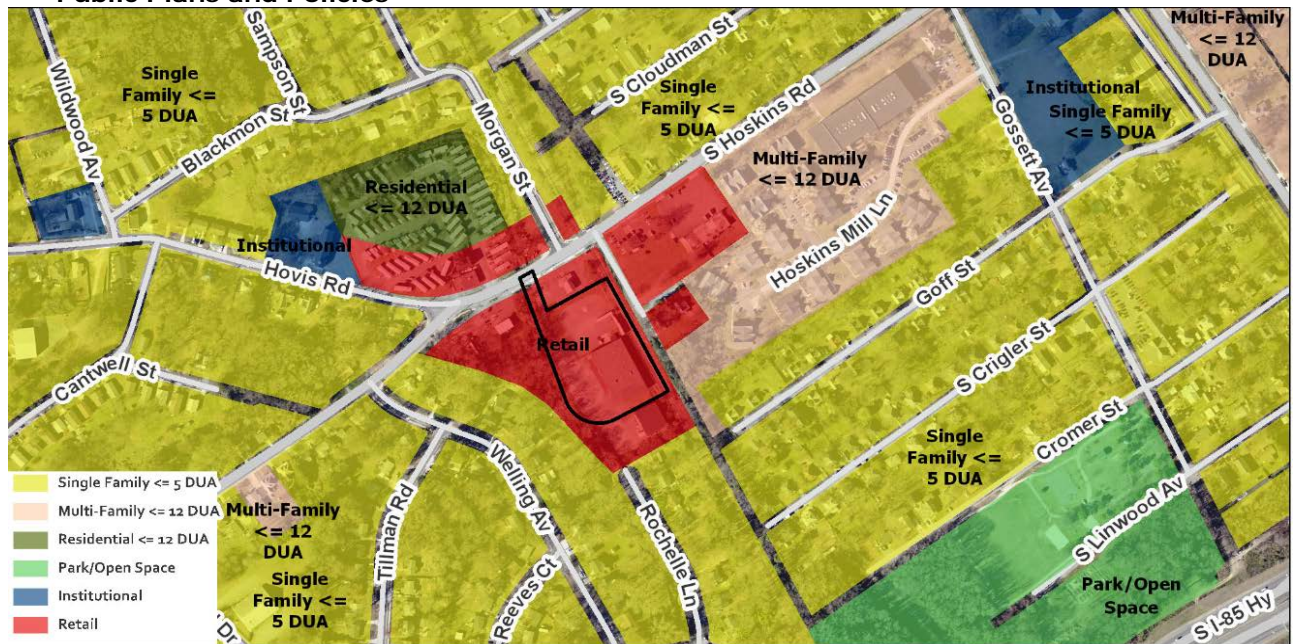 Public Plans and Policies
Multi-Family
<= 12
DUA
Multi-Family
<= 12
DUA
Wildwood Av
Sampson St
Single
Family <=
5 DUA
Blackmon St
Morgan St
S Cloudman St
Single
Family <=
5 DUA
S Hoskins Rd
Institutional
Single Family
<= 5 DUA
Gossett Av
Multi-Family
<= 12 DUA
Hoskins Mill Ln
Residential
<= 12 DUA
Institutional
Hovis Rd
Retail
Goff St
S Crigler St
Cantwell St
Single
Family <=
5 DUA
Cromer St
S Linwood Av
Welling Av
Tillman Rd
Rochelle Ln
Reeves Ct
Multi-Family
<= 12
DUA
Single
Family <=
5 DUA
Dr
Park/Open
Space
S I-85 Hy
Single Family <= 5 DUA
Multi-Family <= 12 DUA
Residential <= 12 DUA
Park/Open Space
Institutional
Retail